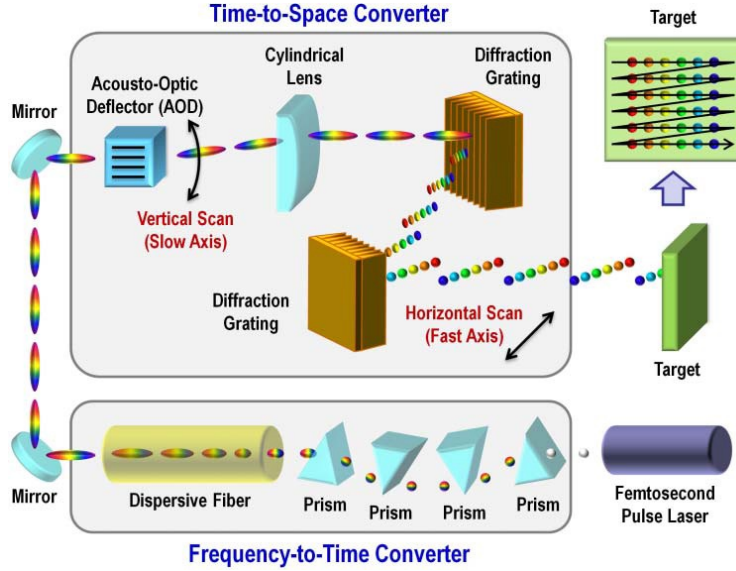 Time-to-Space Converter
Target
Mirror
Acousto-Optic
Deflector (AOD)
Cylindrical
Lens
Diffraction
Grating
Vertical Scan
(Slow Axis)
Diffraction
Grating
Horizontal Scan
(Fast Axis)
Target
Mirror
Dispersive Fiber
Prism
Prism
Prism
Prism
Femtosecond
Pulse Laser
Frequency-to-Time Converter